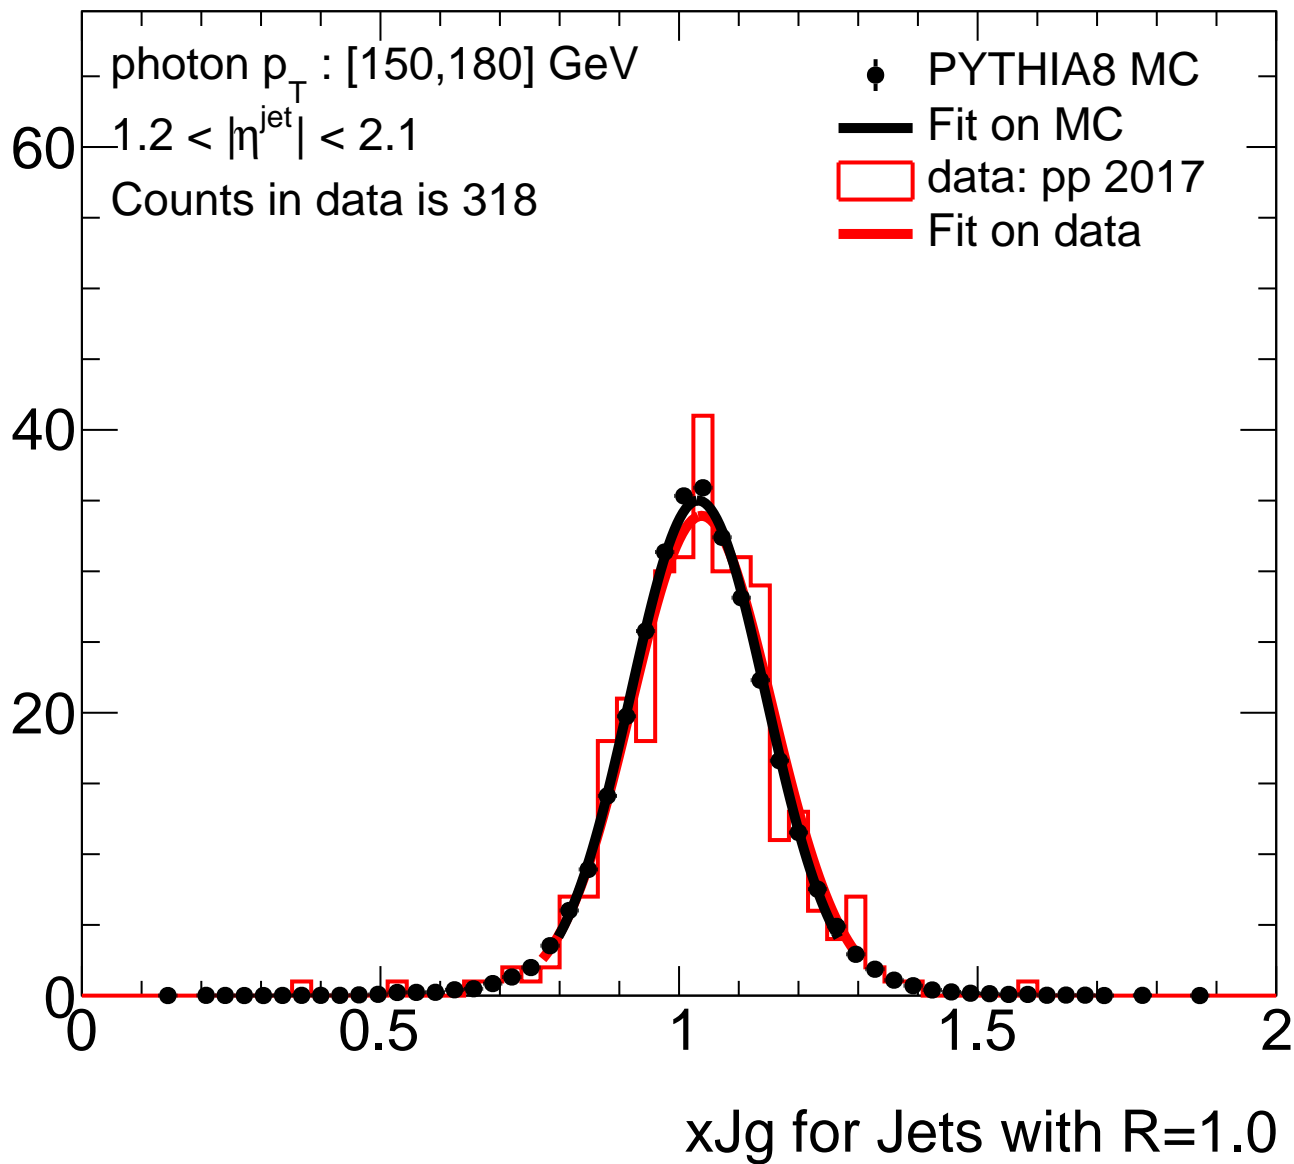 photon p_T : [150,180] GeV
1.2 < |η^jet| < 2.1
Counts in data is 318
PYTHIA8 MC
Fit on MC
data: pp 2017
Fit on data
60
40
20
0
0 0.5 1 1.5 2
xJg for Jets with R=1.0